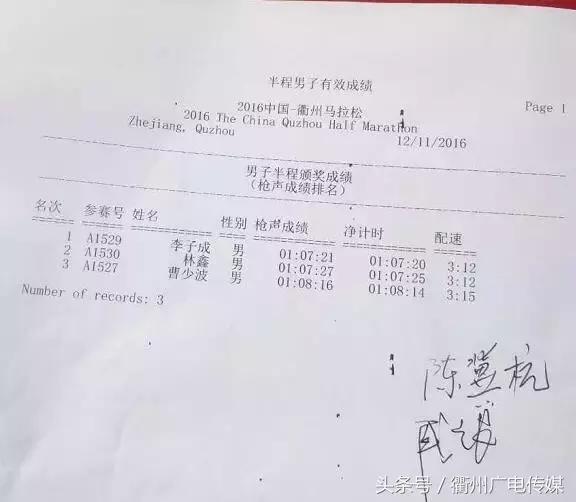 半程男子有效成绩
2016中国-衢州马拉松
Page 1
2016 The China Quzhou Half Marathon
Zhejiang, Quzhou 12/11/2016
男子半程颁奖成绩
(枪声成绩排名)
名次 参赛号 姓名 性别 枪声成绩 净计时 配速
1 A1529 李子成 男 01:07:21 01:07:20 3:12
2 A1530 林鑫 男 01:07:27 01:07:25 3:12
3 A1527 曹少波 男 01:08:16 01:08:14 3:15
Number of records: 3
陈冀杭
头条号/衢州广电传媒